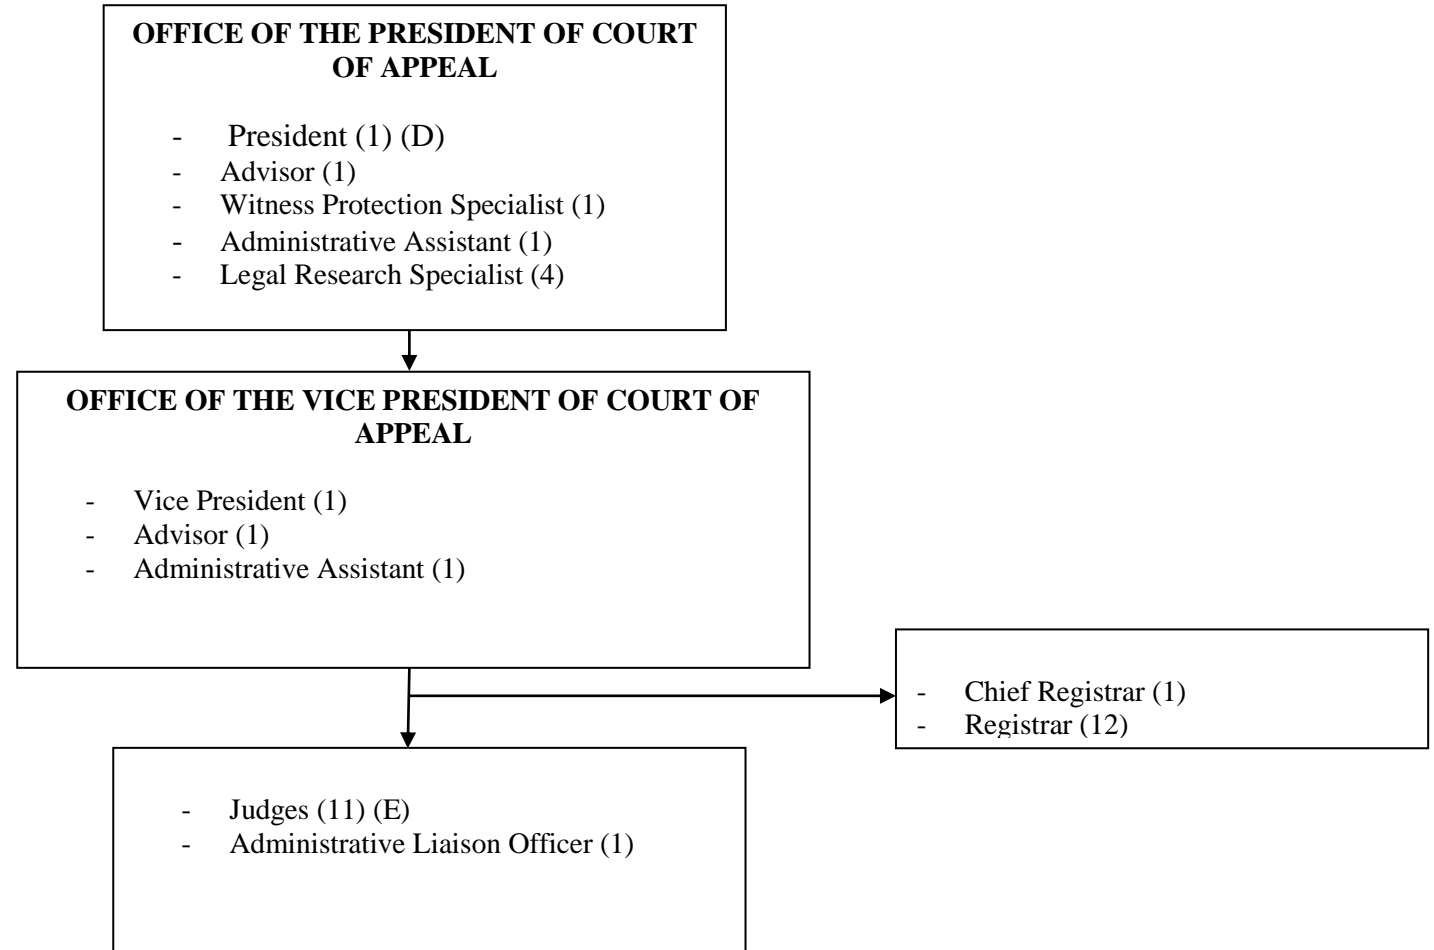 OFFICE OF THE PRESIDENT OF COURT
OF APPEAL
- President (1) (D)
- Advisor (1)
- Witness Protection Specialist (1)
- Administrative Assistant (1)
- Legal Research Specialist (4)
OFFICE OF THE VICE PRESIDENT OF COURT OF
APPEAL
- Vice President (1)
- Advisor (1)
- Administrative Assistant (1)
- Chief Registrar (1)
- Registrar (12)
- Judges (11) (E)
- Administrative Liaison Officer (1)